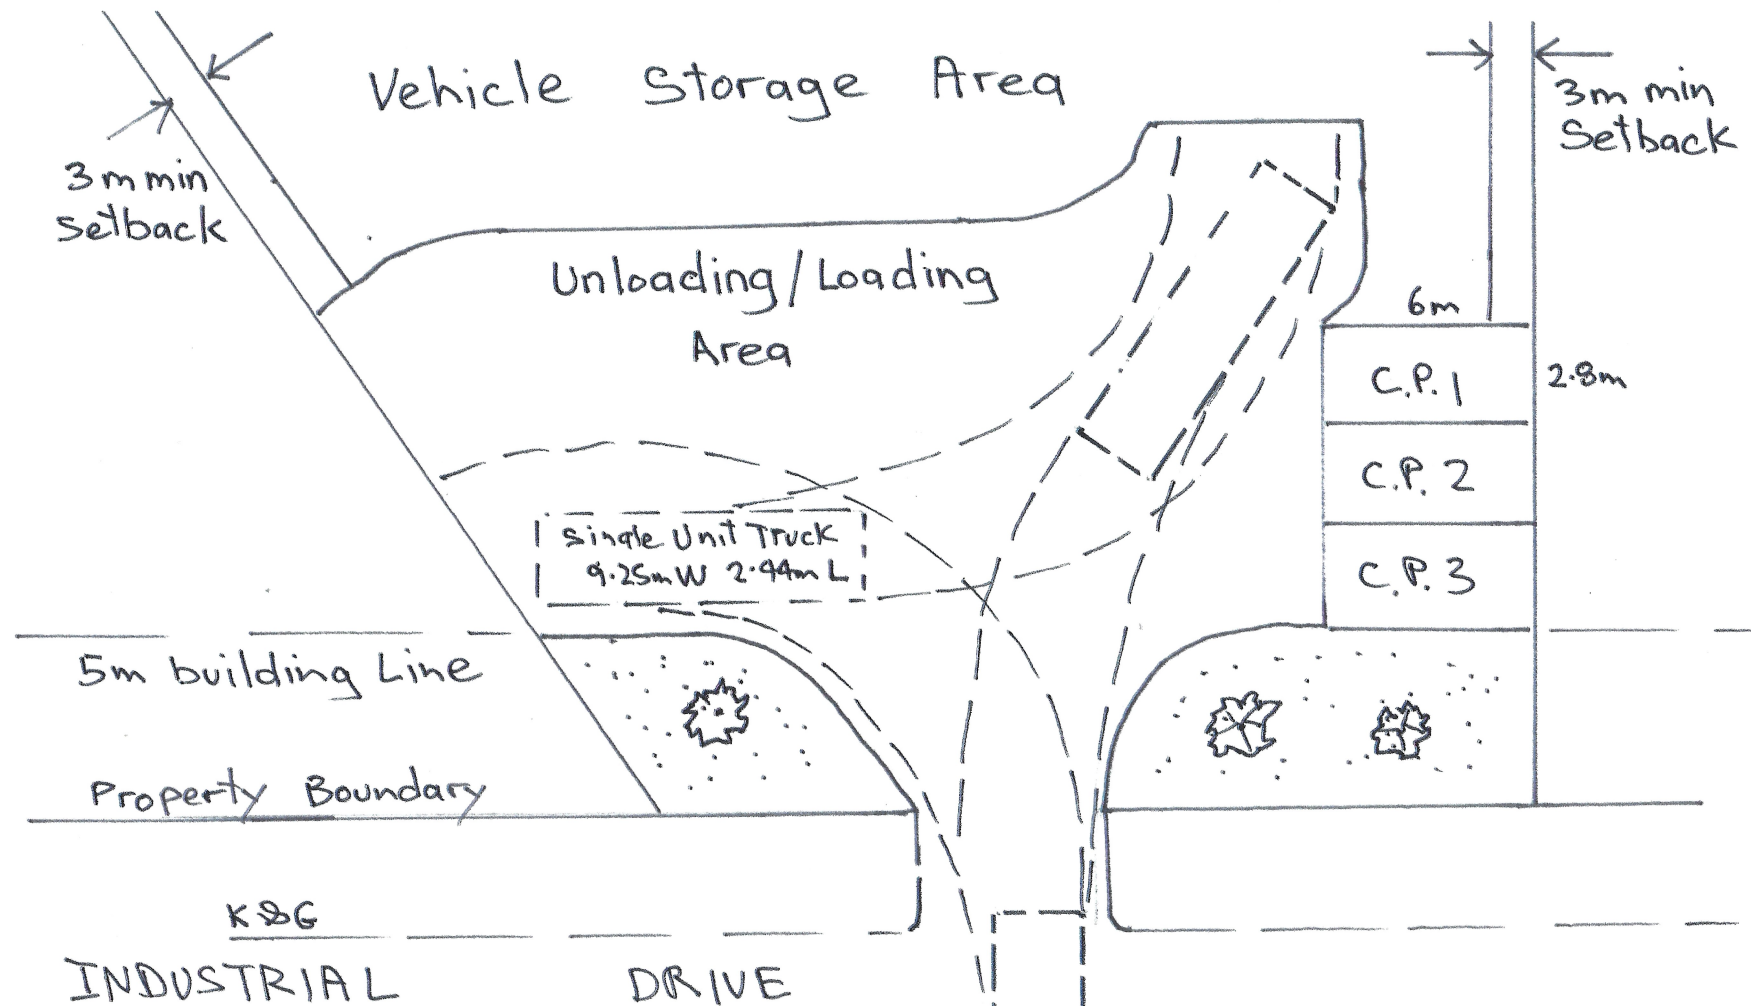 Vehicle Storage Area
3m min
Setback
3m min
Setback
Unloading/Loading
Area
6m
C.P. 1
2.8m
C.P. 2
C.P. 3
Single Unit Truck
9.25m W 2.44m L
5m building Line
Property Boundary
K&G
INDUSTRIAL DRIVE